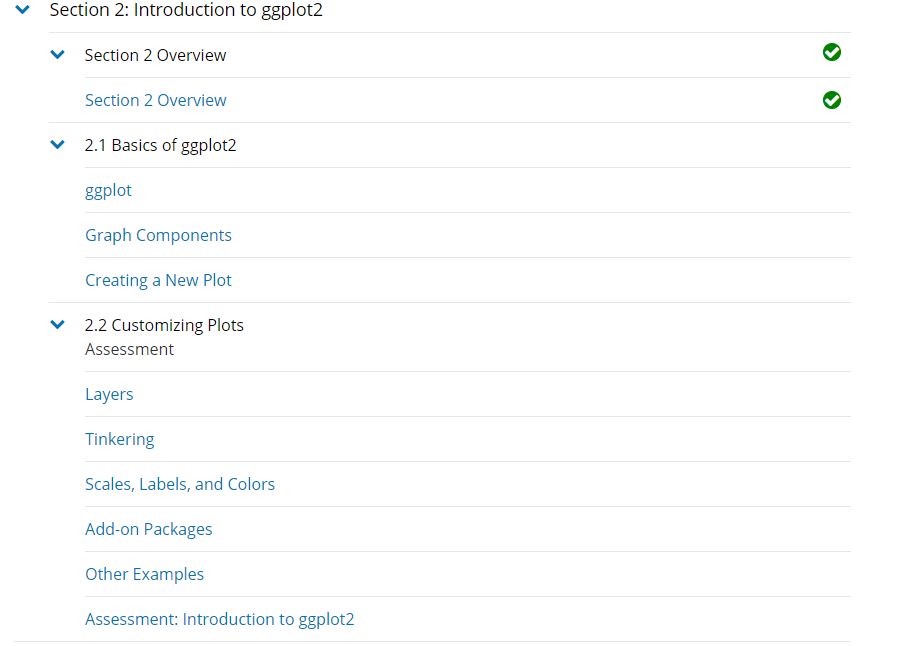 Section 2: Introduction to ggplot2
Section 2 Overview
Section 2 Overview
2.1 Basics of ggplot2
ggplot
Graph Components
Creating a New Plot
2.2 Customizing Plots
Assessment
Layers
Tinkering
Scales, Labels, and Colors
Add-on Packages
Other Examples
Assessment: Introduction to ggplot2